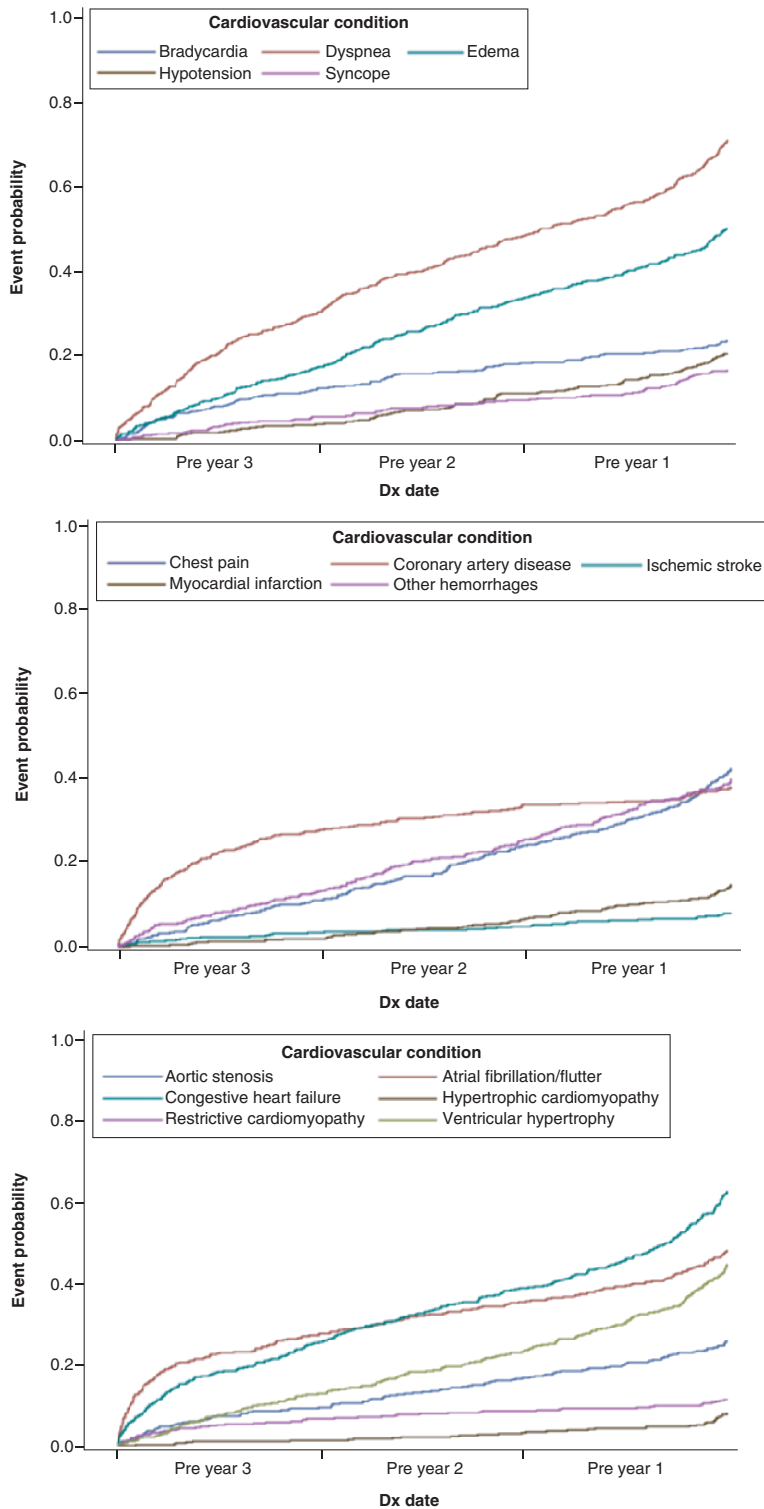 Cardiovascular condition
Bradycardia Dyspnea Edema
Hypotension Syncope
1.0
0.8
0.6
0.4
0.2
0.0
Event probability
Pre year 3 Pre year 2 Pre year 1
Dx date
Cardiovascular condition
Chest pain Coronary artery disease Ischemic stroke
Myocardial infarction Other hemorrhages
1.0
0.8
0.6
0.4
0.2
0.0
Event probability
Pre year 3 Pre year 2 Pre year 1
Dx date
Cardiovascular condition
Aortic stenosis Atrial fibrillation/flutter
Congestive heart failure Hypertrophic cardiomyopathy
Restrictive cardiomyopathy Ventricular hypertrophy
1.0
0.8
0.6
0.4
0.2
0.0
Event probability
Pre year 3 Pre year 2 Pre year 1
Dx date